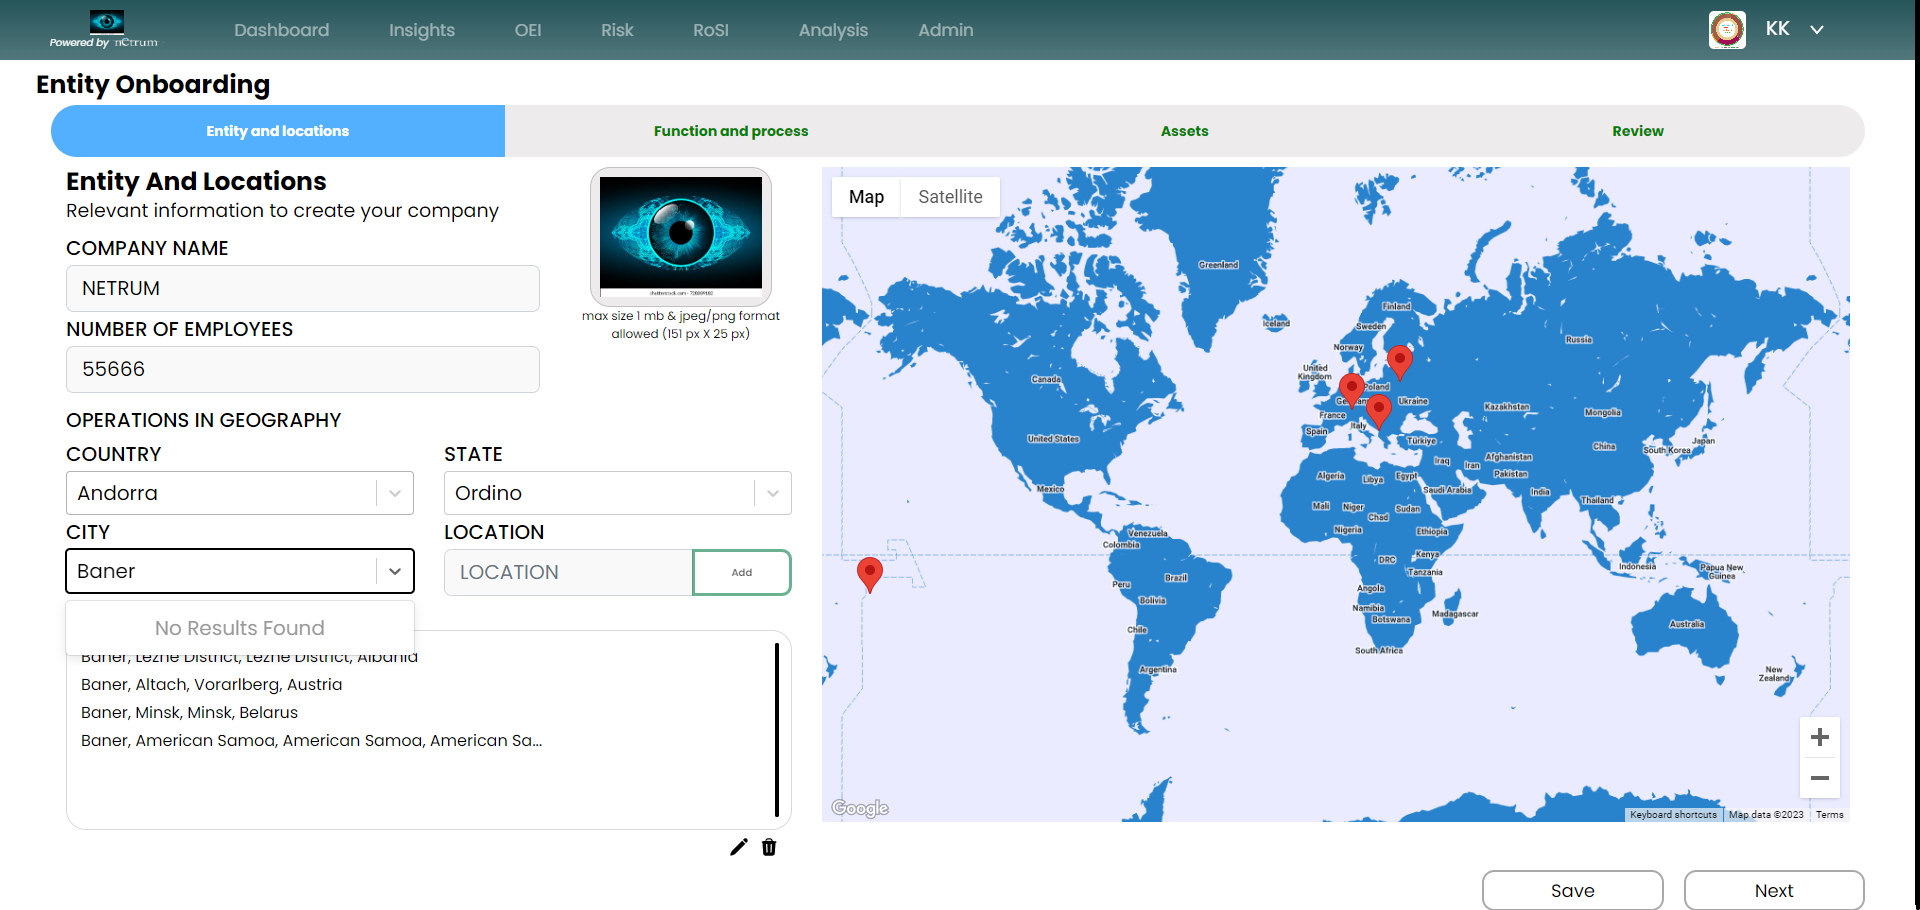 Powered by nCtrum
Dashboard Insights OEI Risk RoSI Analysis Admin
KK
Entity Onboarding
Entity and locations Function and process Assets Review
Entity And Locations
Relevant information to create your company
COMPANY NAME
NETRUM
NUMBER OF EMPLOYEES
55666
max size 1 mb & jpeg/png format
allowed (151 px X 25 px)
OPERATIONS IN GEOGRAPHY
COUNTRY STATE
Andorra Ordino
CITY LOCATION
Baner LOCATION Add
No Results Found
Baner, Lezhe District, Lezhe District, Albania
Baner, Altach, Vorarlberg, Austria
Baner, Minsk, Minsk, Belarus
Baner, American Samoa, American Samoa, American Sa...
Map Satellite
Greenland
Iceland
Finland
Sweden
Norway
Russia
United
Kingdom
Poland
Canada
Ukraine
France
Kazakhstan
Mongolia
Italy
Spain
Türkiye
United States
China
Japan
South Korea
Iraq
Iran
Afghanistan
Pakistan
Algeria
Libya
Egypt
Saudi Arabia
India
Mexico
Thailand
Mali
Niger
Chad
Sudan
Nigeria
Ethiopia
Venezuela
Colombia
Kenya
DRC
Tanzania
Indonesia
Papua New
Guinea
Brazil
Peru
Angola
Bolivia
Namibia
Botswana
Madagascar
Chile
Australia
South Africa
Argentina
New
Zealand
Google
Keyboard shortcuts Map data ©2023 Terms
Save Next